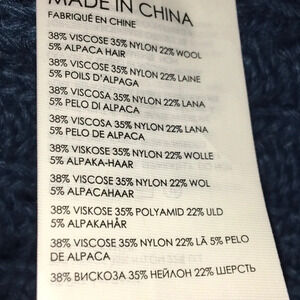 MADE IN CHINA
FABRIQUÉ EN CHINE
38% VISCOSE 35% NYLON 22% WOOL
5% ALPACA HAIR
38% VISCOSE 35% NYLON 22% LAINE
5% POILS D'ALPAGA
38% VISCOSA 35% NYLON 22% LANA
5% PELO DI ALPACA
38% VISCOSA 35% NYLON 22% LANA
5% PELO DE ALPACA
38% VISKOSE 35% NYLON 22% WOLLE
5% ALPAKA-HAAR
38% VISCOSE 35% NYLON 22% WOL
5% ALPACAHAAR
38% VISKOSE 35% POLYAMID 22% ULD
5% ALPAKAHÅR
38% VISCOSE 35% NYLON 22% LÃ 5% PELO
DE ALPACA
38% ВИСКОЗА 35% НЕЙЛОН 22% ШЕРСТЬ